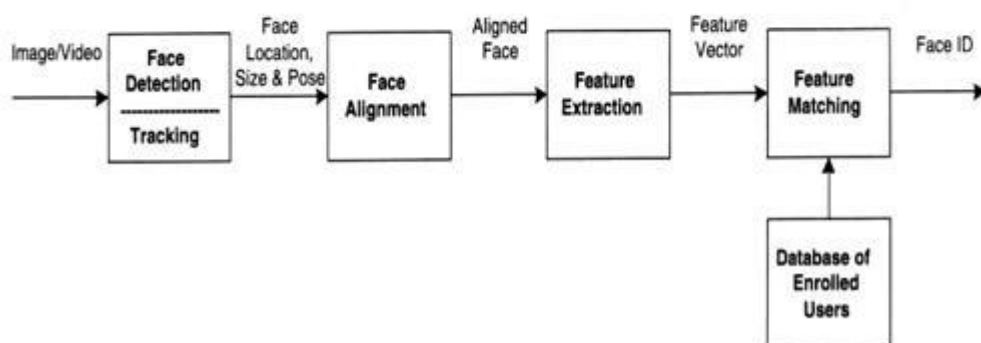 Image/Video
Face
Detection
Tracking
Face
Location,
Size & Pose
Face
Alignment
Aligned
Face
Feature
Extraction
Feature
Vector
Feature
Matching
Face ID
Database of
Enrolled
Users